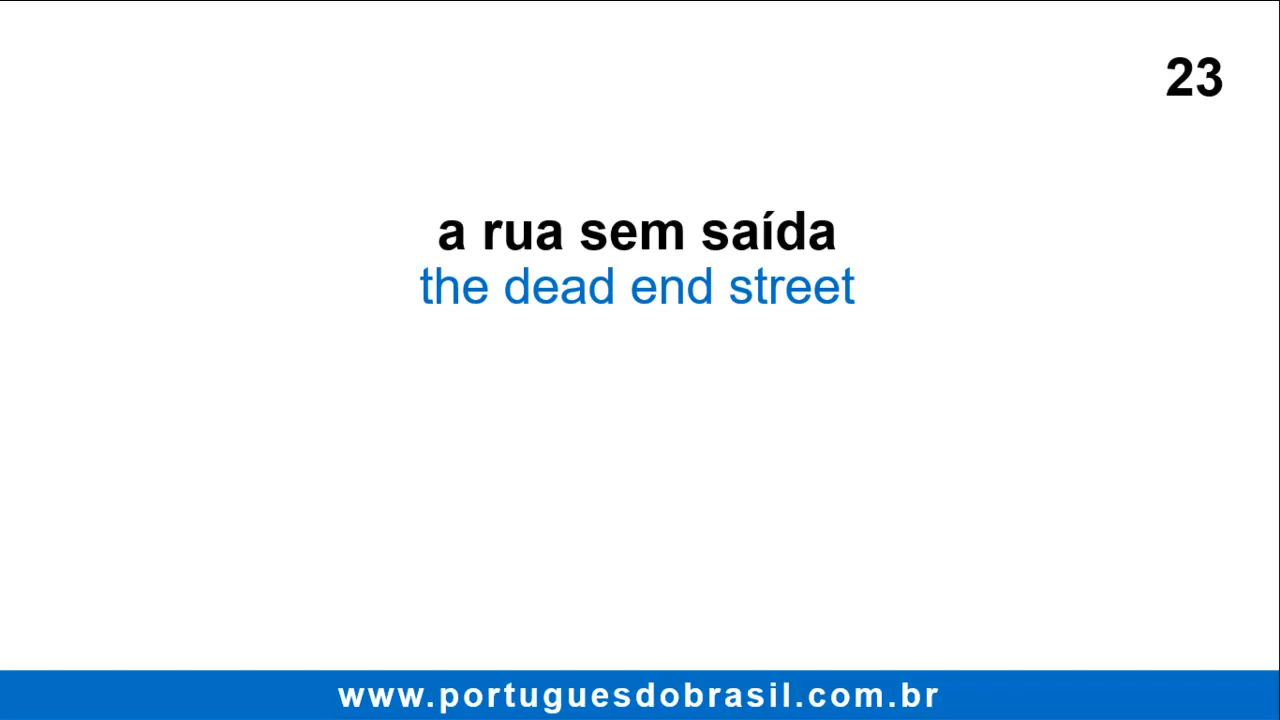 23
a rua sem saída
the dead end street
www.portuguesdobrasil.com.br